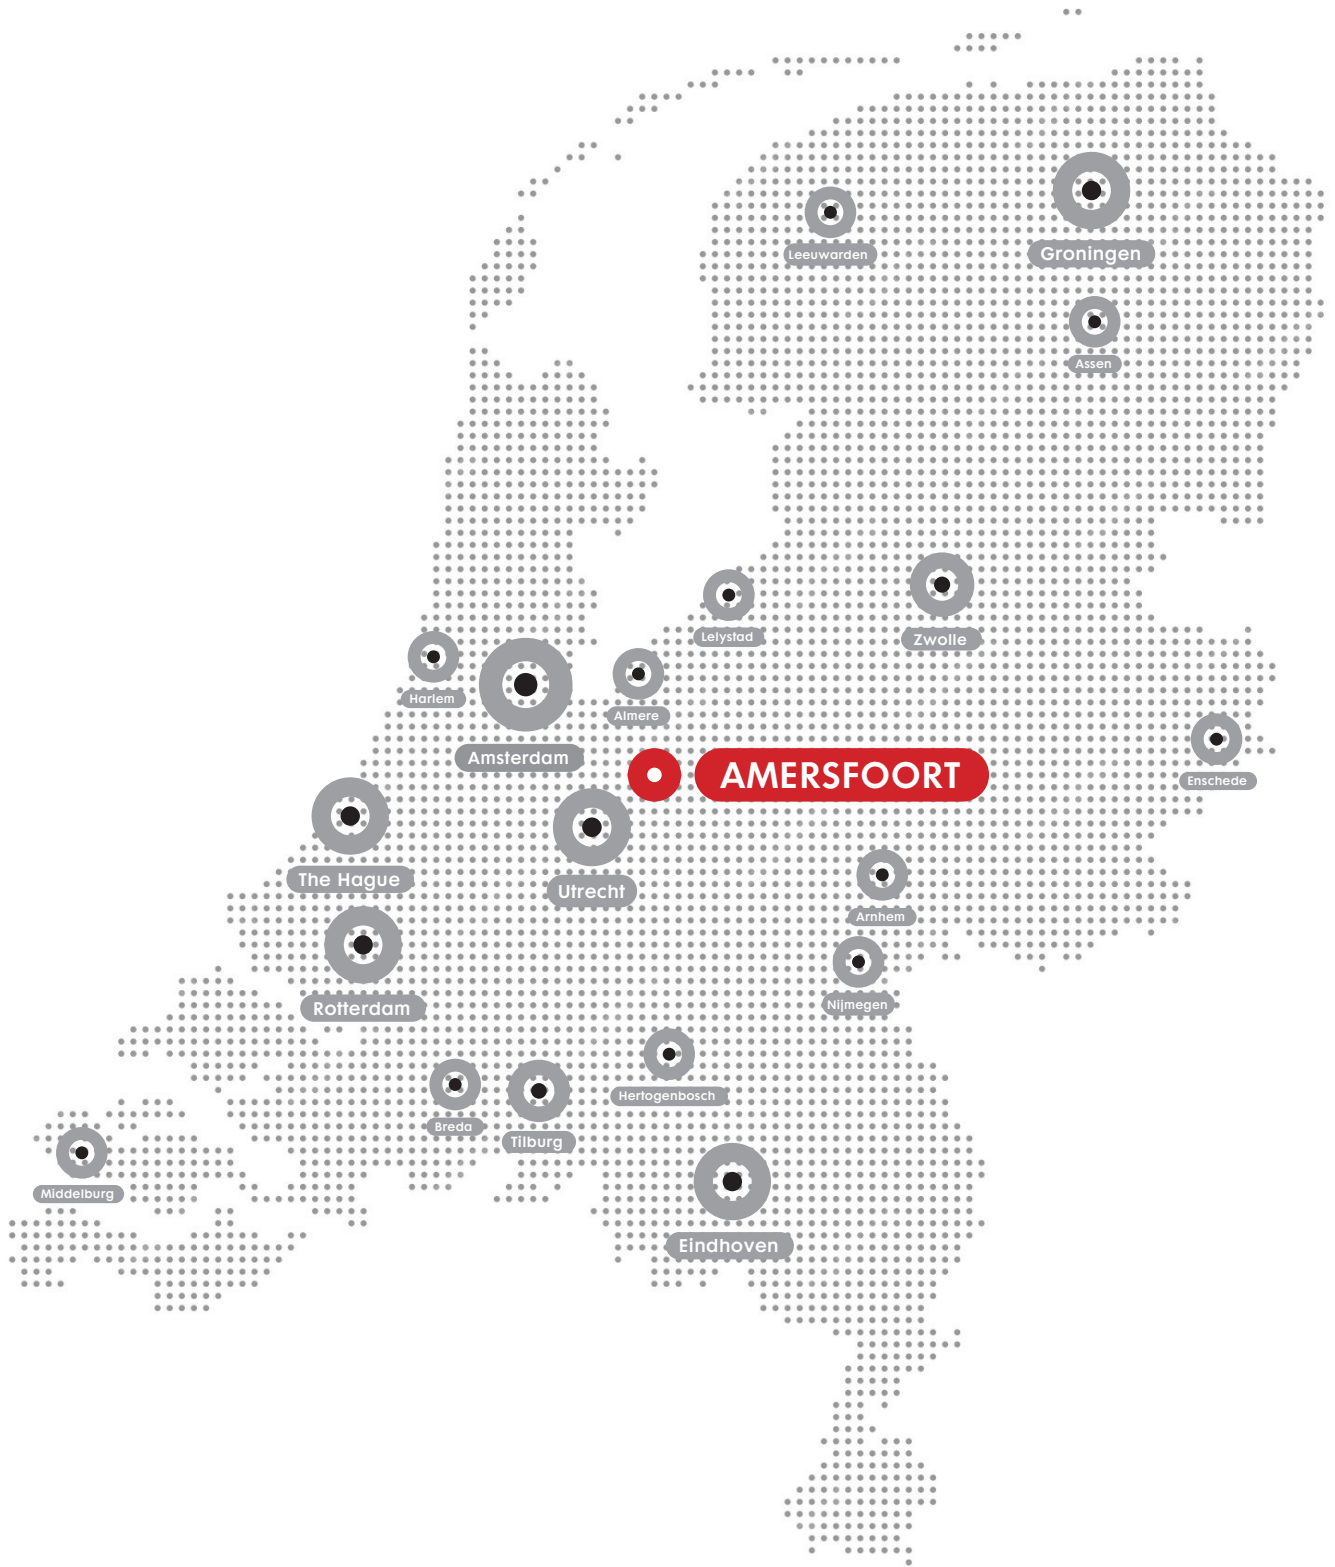 Groningen
Leeuwarden
Assen
Lelystad
Zwolle
Harlem
Almere
Amsterdam
AMERSFOORT
Enschede
The Hague
Utrecht
Arnhem
Nijmegen
Rotterdam
Hertogenbosch
Breda
Tilburg
Middelburg
Eindhoven